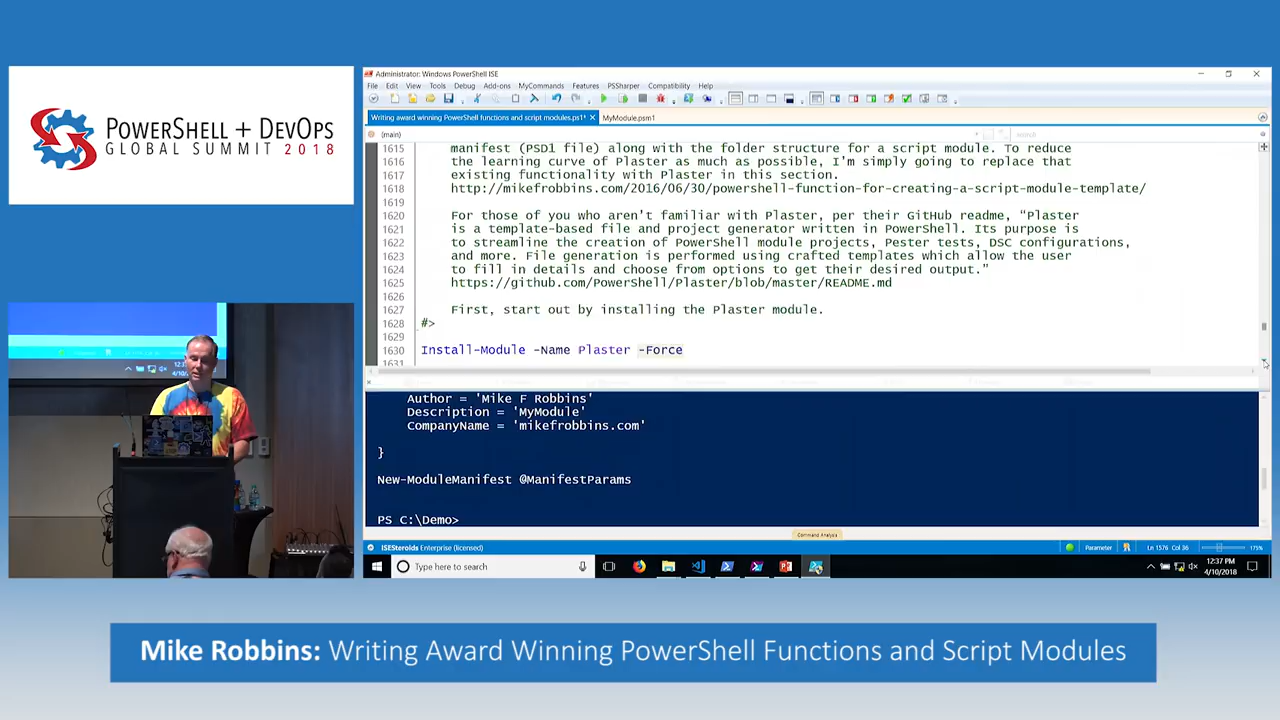 POWERSHELL + DEVOPS
GLOBAL SUMMIT 2018
Administrator: Windows PowerShell ISE
File Edit View Tools Debug Add-ons MyCommands Features PSSharper Compatibility Help
Writing award winning PowerShell functions and script modules.ps1* MyModule.psm1
(main)
search
1615 manifest (PSD1 file) along with the folder structure for a script module. To reduce
1616 the learning curve of Plaster as much as possible, I'm simply going to replace that
1617 existing functionality with Plaster in this section.
1618 http://mikefrobbins.com/2016/06/30/powershell-function-for-creating-a-script-module-template/
1619
1620 For those of you who aren't familiar with Plaster, per their GitHub readme, "Plaster
1621 is a template-based file and project generator written in PowerShell. Its purpose is
1622 to streamline the creation of PowerShell module projects, Pester tests, DSC configurations,
1623 and more. File generation is performed using crafted templates which allow the user
1624 to fill in details and choose from options to get their desired output."
1625 https://github.com/PowerShell/Plaster/blob/master/README.md
1626
1627 First, start out by installing the Plaster module.
1628 #>
1629
1630 Install-Module -Name Plaster -Force
1631
Author = 'Mike F Robbins'
Description = 'MyModule'
CompanyName = 'mikefrobbins.com'
}
New-ModuleManifest @ManifestParams
PS C:\Demo>
Command Analysis
ISESteroids Enterprise (licensed)
Parameter
Ln 1576 Col 36
175%
Type here to search
12:37 PM
4/10/2018
Mike Robbins: Writing Award Winning PowerShell Functions and Script Modules